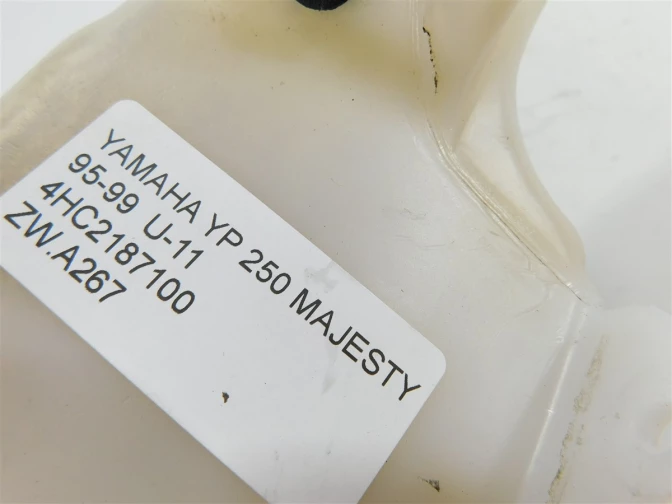 YAMAHA YP 250 MAJESTY
95-99 U-11
4HC2187100
ZW.A267